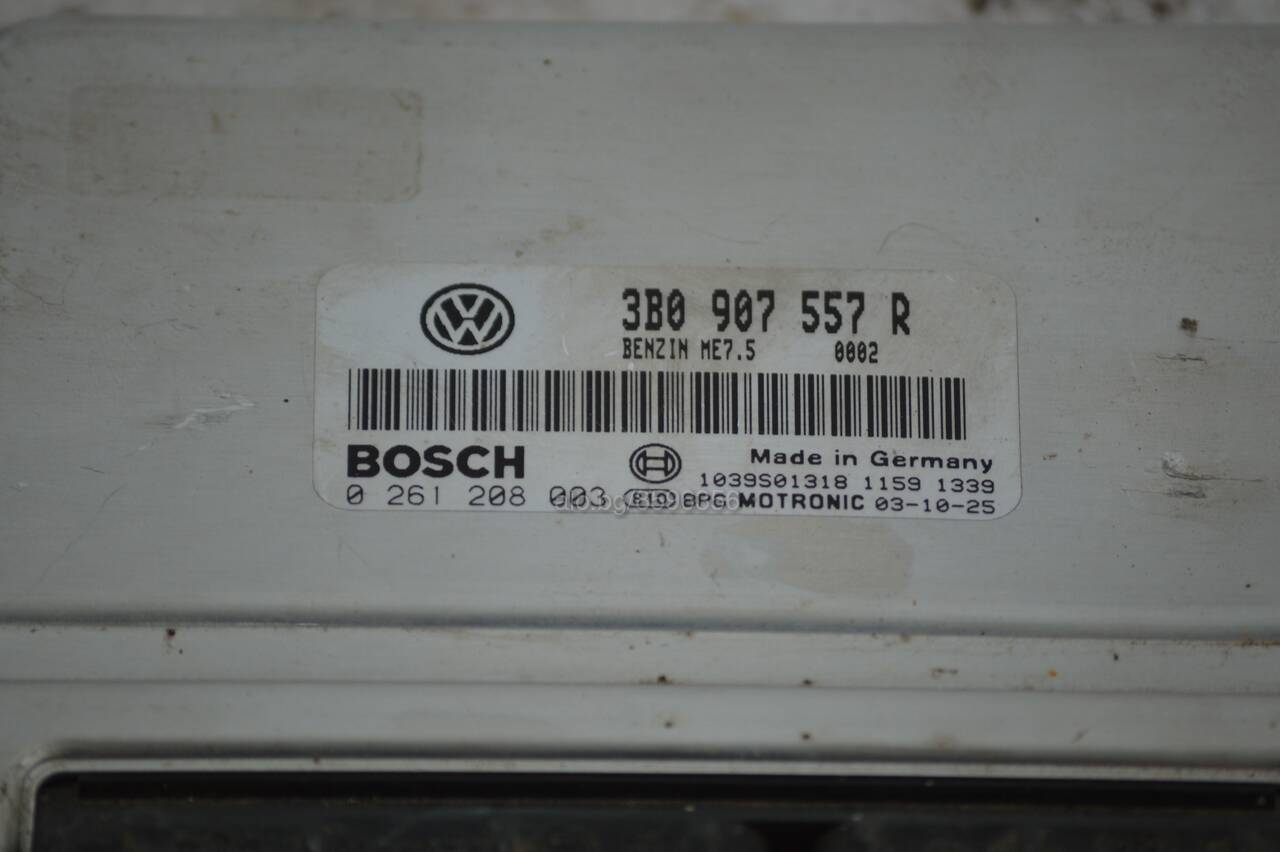 3B0 907 557 R
BENZIN ME7.5 0002
BOSCH
Made in Germany
1039S01318 1159 1339
0 261 208 003 BPG MOTRONIC 03-10-25